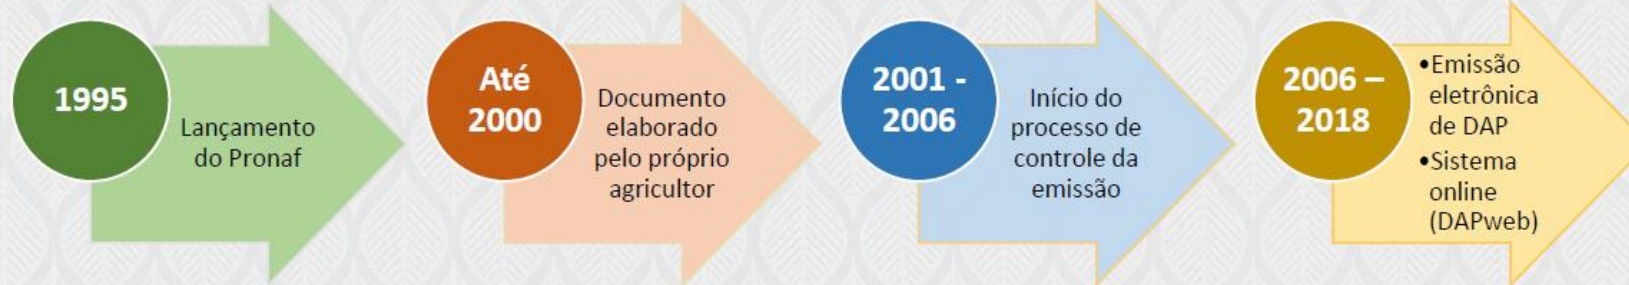 1995
Lançamento
do Pronaf
Até
2000
Documento
elaborado
pelo próprio
agricultor
2001 -
2006
Início do
processo de
controle da
emissão
2006 –
2018
•Emissão
eletrônica
de DAP
•Sistema
online
(DAPweb)